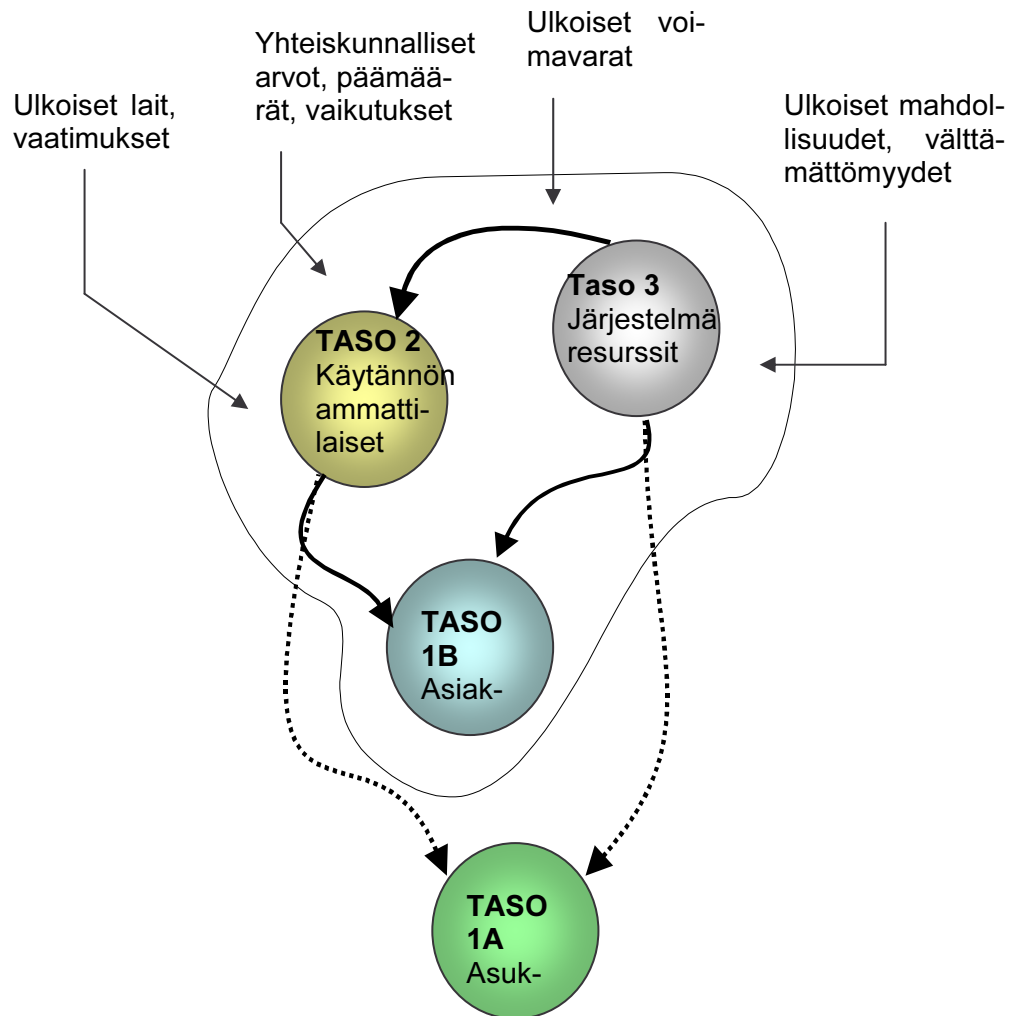 Ulkoiset voi-
mavarat
Yhteiskunnalliset
arvot, päämää-
rät, vaikutukset
Ulkoiset lait,
vaatimukset
Ulkoiset mahdol-
lisuudet, välttä-
mättömyydet
Taso 3
Järjestelmä
resurssit
TASO 2
Käytännön
ammatti-
laiset
TASO
1B
Asiak-
TASO
1A
Asuk-